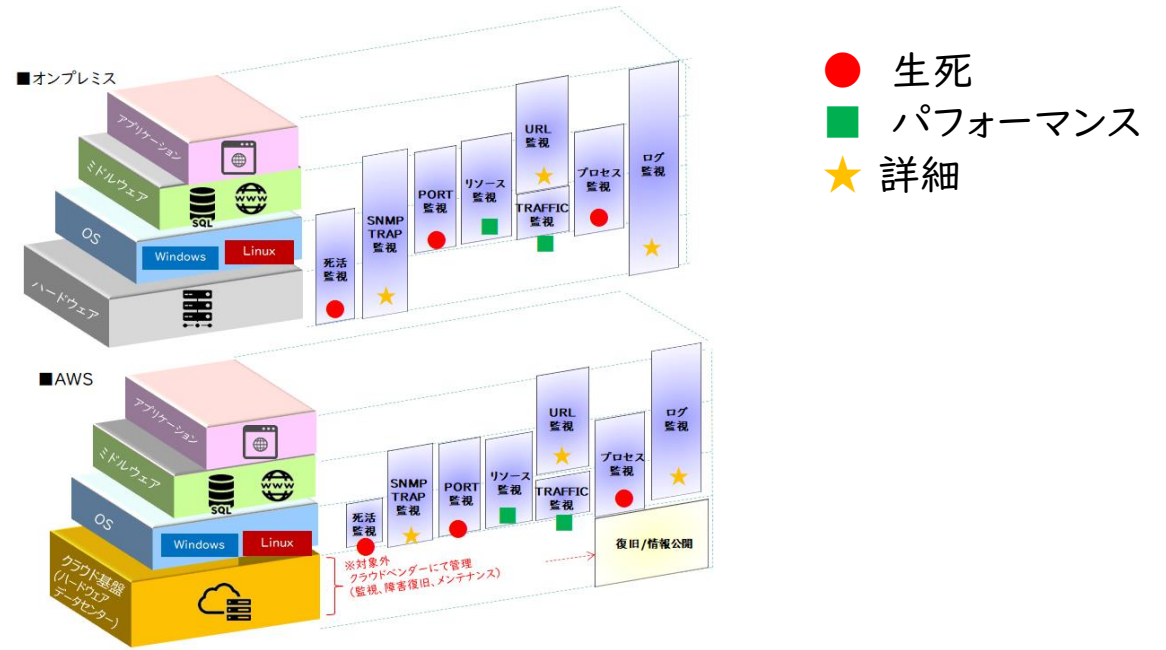 ■オンプレミス
アプリケーション
ミドルウェア
SQL
WWW
OS
Windows
Linux
ハードウェア
死活
監視
SNMP
TRAP
監視
PORT
監視
リソース
監視
URL
監視
TRAFFIC
監視
プロセス
監視
ログ
監視
生死
パフォーマンス
詳細
■AWS
アプリケーション
ミドルウェア
SQL
WWW
OS
Windows
Linux
クラウド基盤
(ハードウェア
データセンター)
死活
監視
SNMP
TRAP
監視
PORT
監視
リソース
監視
URL
監視
TRAFFIC
監視
プロセス
監視
ログ
監視
※対象外
クラウドベンダーにて管理
(監視、障害復旧、メンテナンス)
復旧/情報公開